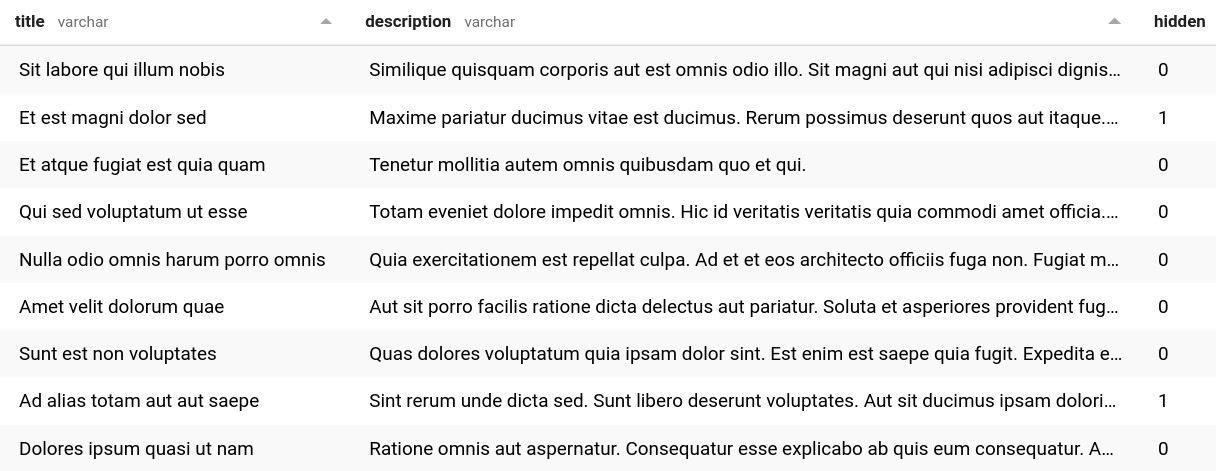 title varchar description varchar hidden
Sit labore qui illum nobis Similique quisquam corporis aut est omnis odio illo. Sit magni aut qui nisi adipisci dignis... 0
Et est magni dolor sed Maxime pariatur ducimus vitae est ducimus. Rerum possimus deserunt quos aut itaque.... 1
Et atque fugiat est quia quam Tenetur mollitia autem omnis quibusdam quo et qui. 0
Qui sed voluptatum ut esse Totam eveniet dolore impedit omnis. Hic id veritatis veritatis quia commodi amet officia.... 0
Nulla odio omnis harum porro omnis Quia exercitationem est repellat culpa. Ad et et eos architecto officiis fuga non. Fugiat m... 0
Amet velit dolorum quae Aut sit porro facilis ratione dicta delectus aut pariatur. Soluta et asperiores provident fug... 0
Sunt est non voluptates Quas dolores voluptatum quia ipsam dolor sint. Est enim est saepe quia fugit. Expedita e... 0
Ad alias totam aut aut saepe Sint rerum unde dicta sed. Sunt libero deserunt voluptates. Aut sit ducimus ipsam dolori... 1
Dolores ipsum quasi ut nam Ratione omnis aut aspernatur. Consequatur esse explicabo ab quis eum consequatur. A... 0